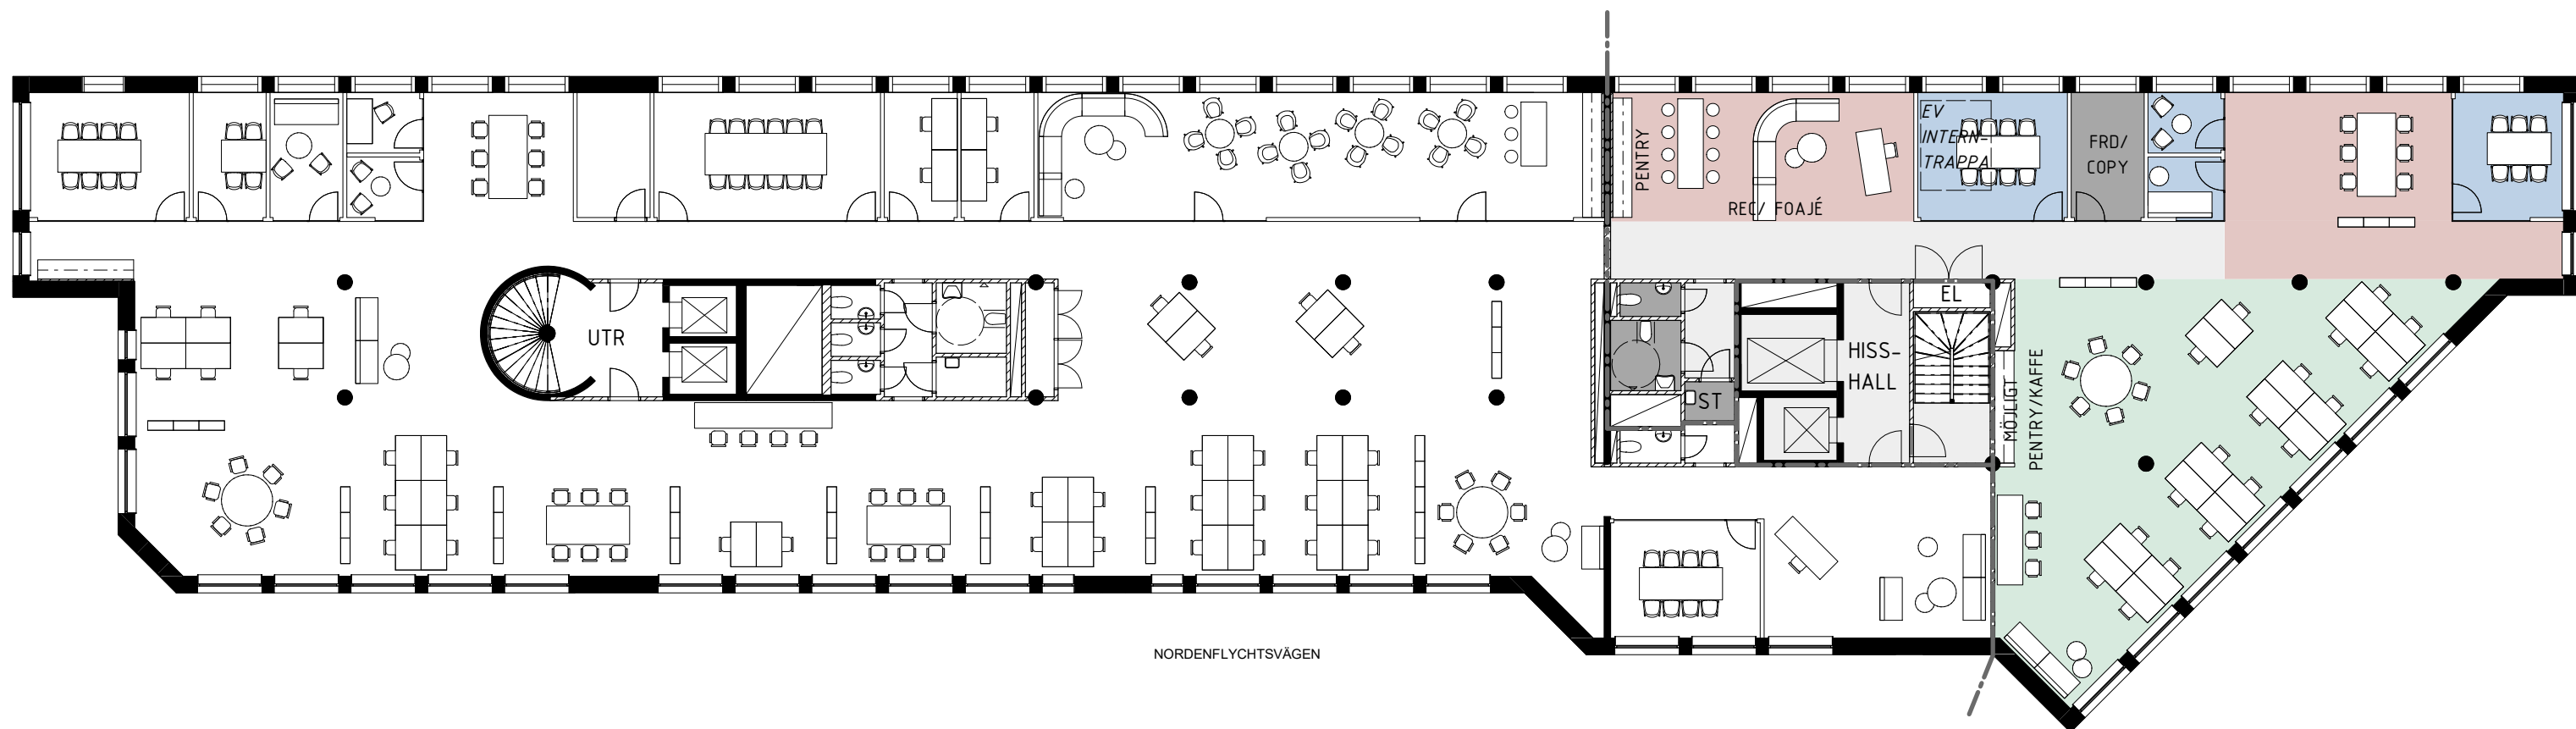 PENTRY
REC/ FOAJÉ
EV
INTERN-
TRAPPA
FRD/
COPY
UTR
ST
HISS-
HALL
EL
MÖJLIGT
PENTRY/KAFFE
NORDENFLYCHTSVÄGEN